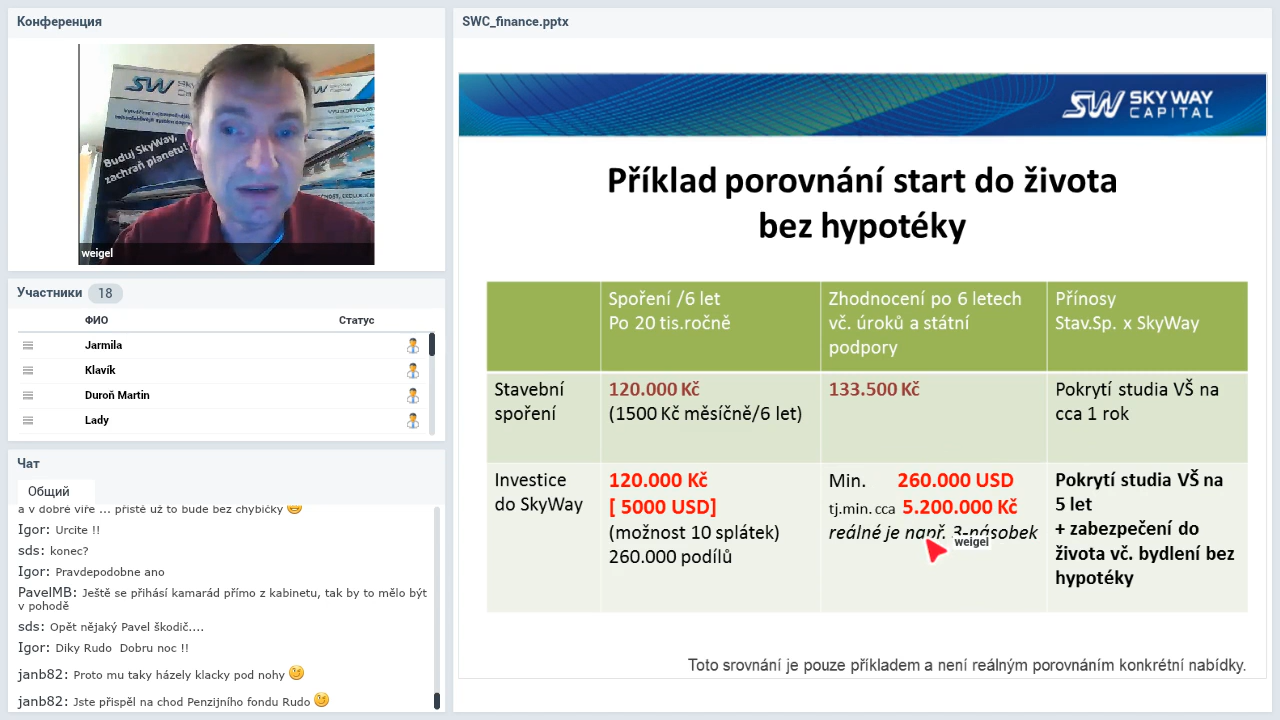 Конференция
SW SKY
Buduj SkyWay,
zachraň planetu!
weigel
Участники 18
ФИО Статус
Jarmila
Klavík
Duroň Martin
Lady
Чат
Общий
a v dobré víře ... příště už to bude bez chybičky
Igor: Urcite !!
sds: konec?
Igor: Pravdepodobne ano
PavelMB: Ještě se přihásí kamarád přímo z kabinetu, tak by to mělo být
v pohodě
sds: Opět nějaký Pavel škodič....
Igor: Diky Rudo Dobru noc !!
janb82: Proto mu taky házely klacky pod nohy
janb82: Jste přispěl na chod Penzijního fondu Rudo
SWC_finance.pptx
SW SKY WAY
CAPITAL
Příklad porovnání start do života
bez hypotéky
Spoření /6 let
Po 20 tis.ročně
Zhodnocení po 6 letech
vč. úroků a státní
podpory
Přínosy
Stav.Sp. x SkyWay
Stavební
spoření
120.000 Kč
(1500 Kč měsíčně/6 let)
133.500 Kč
Pokrytí studia VŠ na
cca 1 rok
Investice
do SkyWay
120.000 Kč
[ 5000 USD]
(možnost 10 splátek)
260.000 podílů
Min. 260.000 USD
tj.min. cca 5.200.000 Kč
reálné je např. 3-násobek
weigel
Pokrytí studia VŠ na
5 let
+ zabezpečení do
života vč. bydlení bez
hypotéky
Toto srovnání je pouze příkladem a není reálným porovnáním konkrétní nabídky.